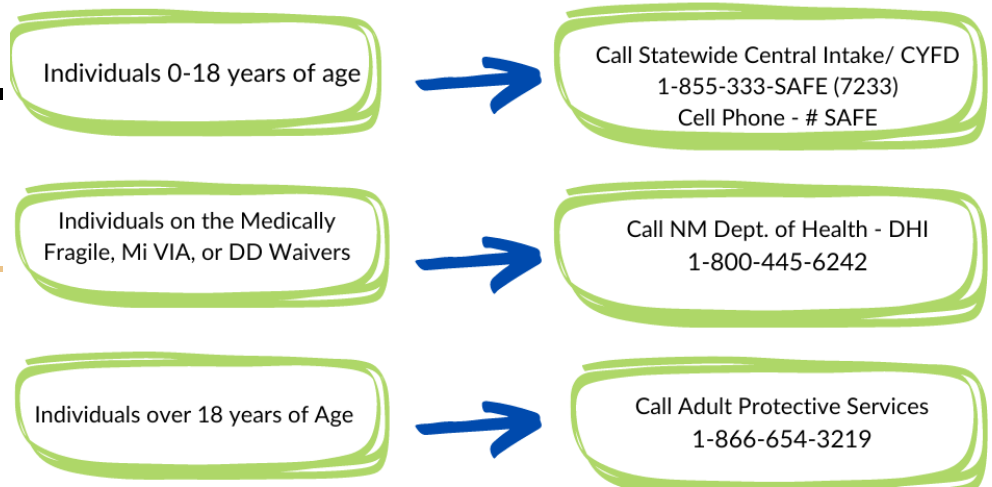 Individuals 0-18 years of age
Call Statewide Central Intake/ CYFD
1-855-333-SAFE (7233)
Cell Phone - # SAFE
Individuals on the Medically
Fragile, Mi VIA, or DD Waivers
Call NM Dept. of Health - DHI
1-800-445-6242
Individuals over 18 years of Age
Call Adult Protective Services
1-866-654-3219